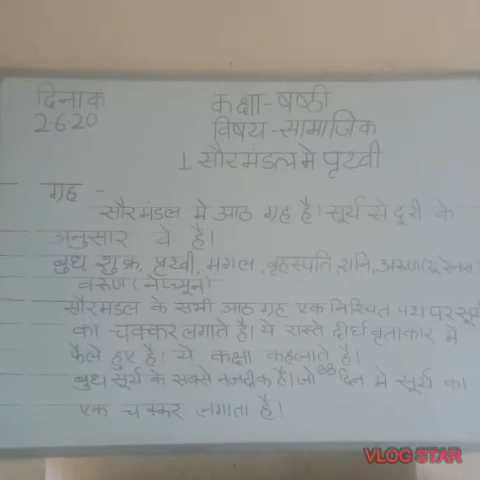 दिनाक
2-6-20
कक्षा-षष्ठी
विषय-सामाजिक
1 सौरमंडल मे पृथ्वी
ग्रह -
सौरमंडल मे आठ ग्रह है। सूर्य से दूरी के
अनुसार वे है।
बुध शुक्र, पृथ्वी, मगल, बृहस्पति, शनि, अरूण(यूरेनस)
वरूण (नेप्च्यून)
सौरमंडल के सभी आठ ग्रह एक निश्चित पथ पर सूर्य
का चक्कर लगाते है। ये रास्ते दीर्घवृताकार मे
फैले हुए है। ये कक्षा कहलाते है।
बुध सूर्य के सबसे नजदीक है। जो 88 दिन मे सूर्य का
एक चक्कर लगाता है।
VLOG STAR